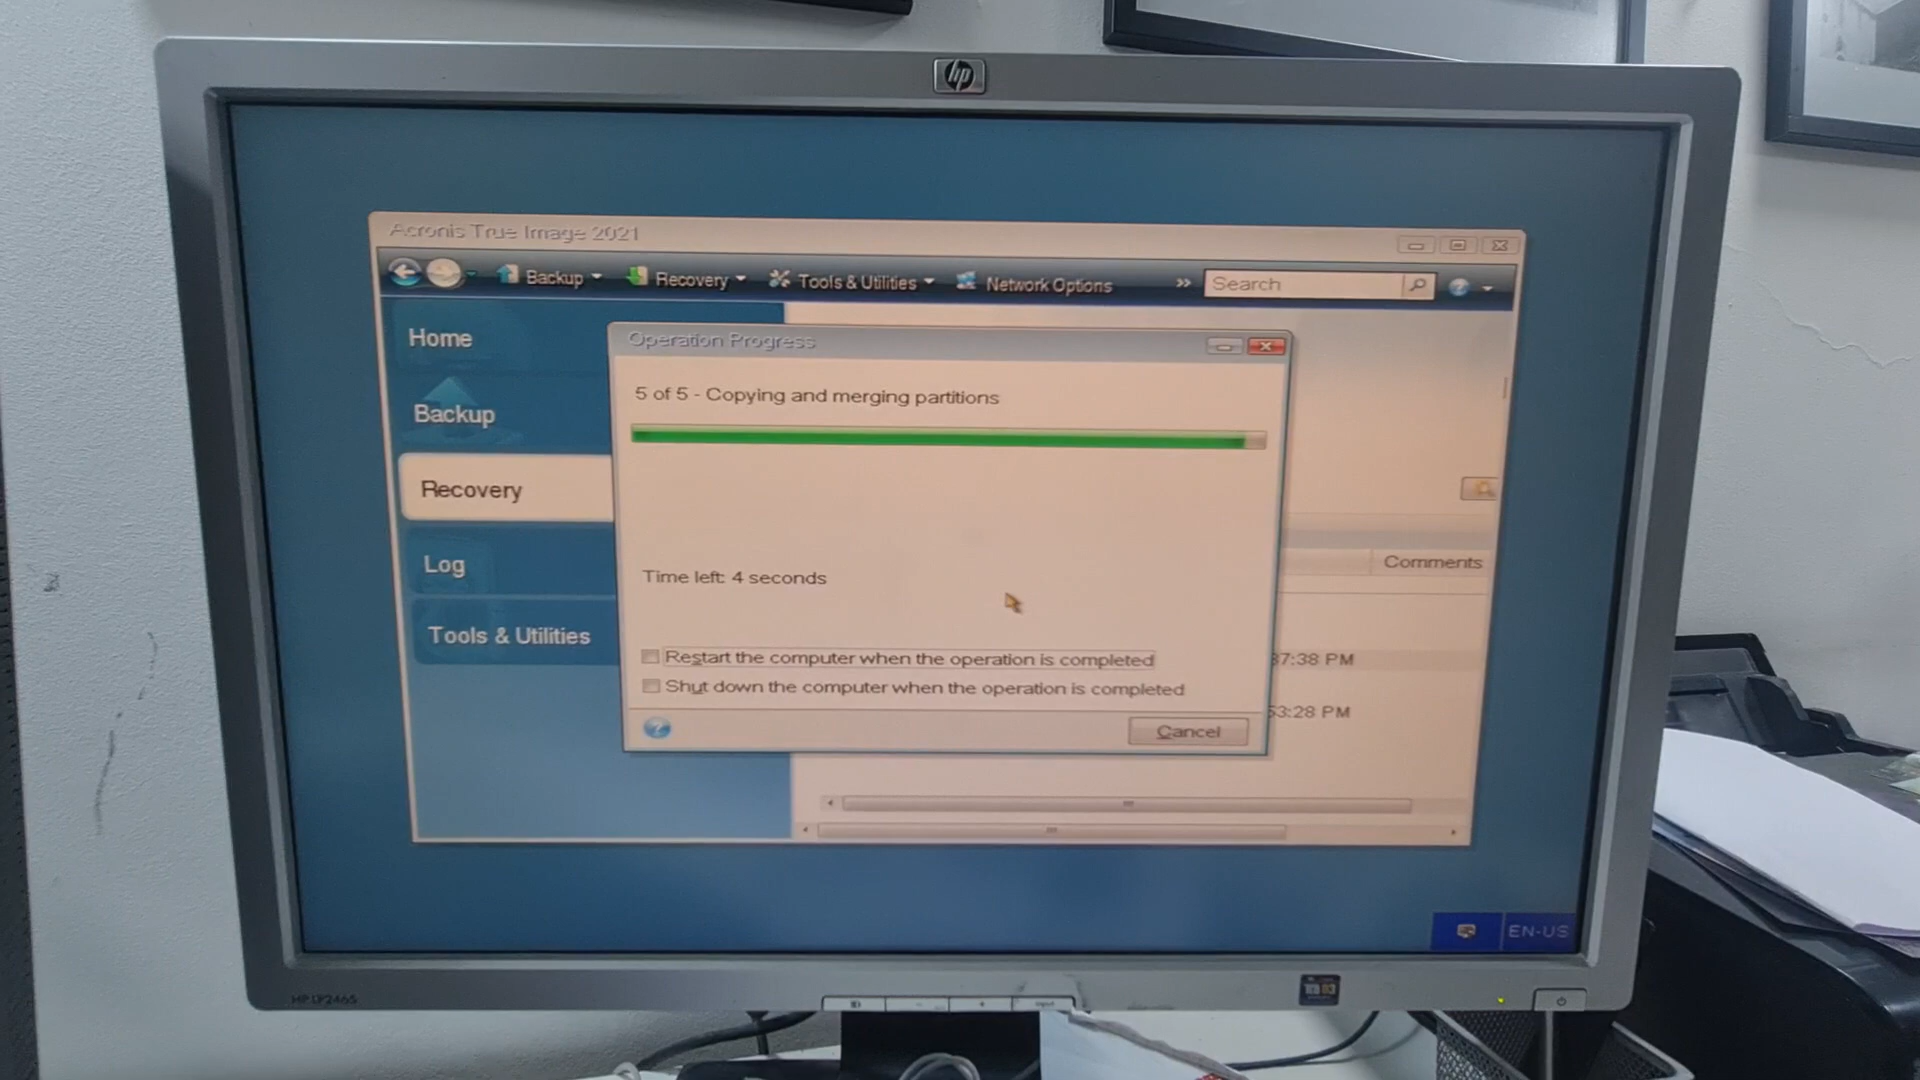 hp
Acronis True Image 2021
Backup
Recovery
Tools & Utilities
Network Options
»
Search
Home
Backup
Recovery
Log
Tools & Utilities
Operation Progress
5 of 5 - Copying and merging partitions
Time left: 4 seconds
Restart the computer when the operation is completed
Shut down the computer when the operation is completed
Cancel
Comments
37:38 PM
53:28 PM
EN-US
HP LP2465
input